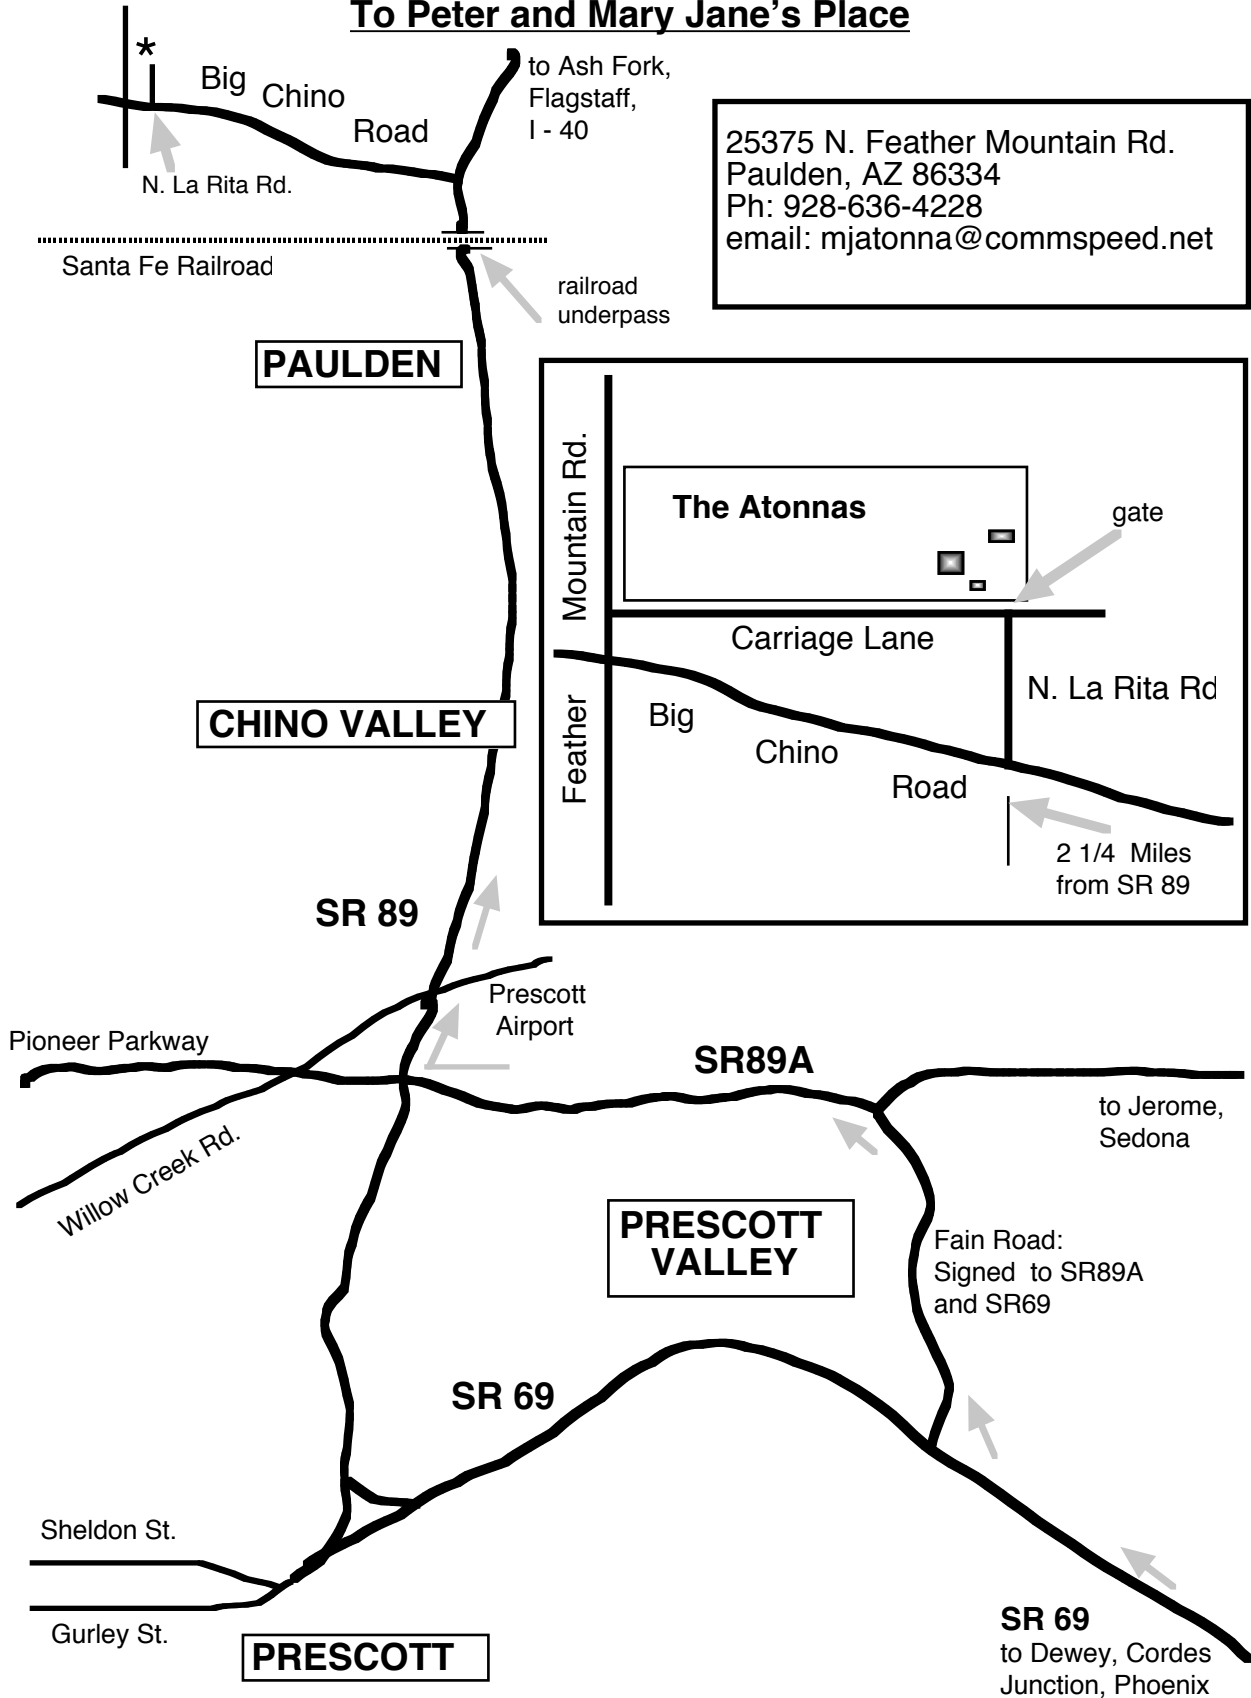 To Peter and Mary Jane's Place
*
Big
Chino
Road
to Ash Fork,
Flagstaff,
I - 40
N. La Rita Rd.
25375 N. Feather Mountain Rd.
Paulden, AZ 86334
Ph: 928-636-4228
email: mjatonna@commspeed.net
Santa Fe Railroad
railroad
underpass
PAULDEN
Feather Mountain Rd.
The Atonnas
gate
Carriage Lane
N. La Rita Rd
Big
Chino
Road
2 1/4 Miles
from SR 89
CHINO VALLEY
SR 89
Prescott
Airport
Pioneer Parkway
SR89A
to Jerome,
Sedona
Willow Creek Rd.
PRESCOTT
VALLEY
Fain Road:
Signed to SR89A
and SR69
SR 69
Sheldon St.
Gurley St.
PRESCOTT
SR 69
to Dewey, Cordes
Junction, Phoenix